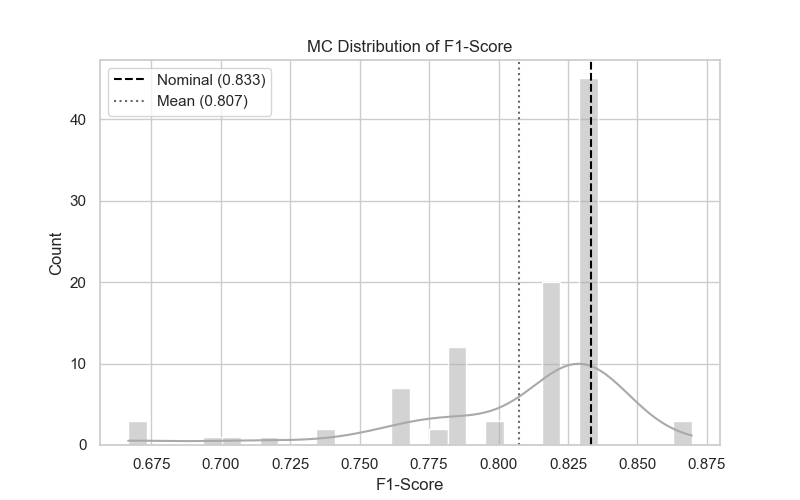 MC Distribution of F1-Score
Nominal (0.833)
Mean (0.807)
Count
40
30
20
10
0
0.675 0.700 0.725 0.750 0.775 0.800 0.825 0.850 0.875
F1-Score